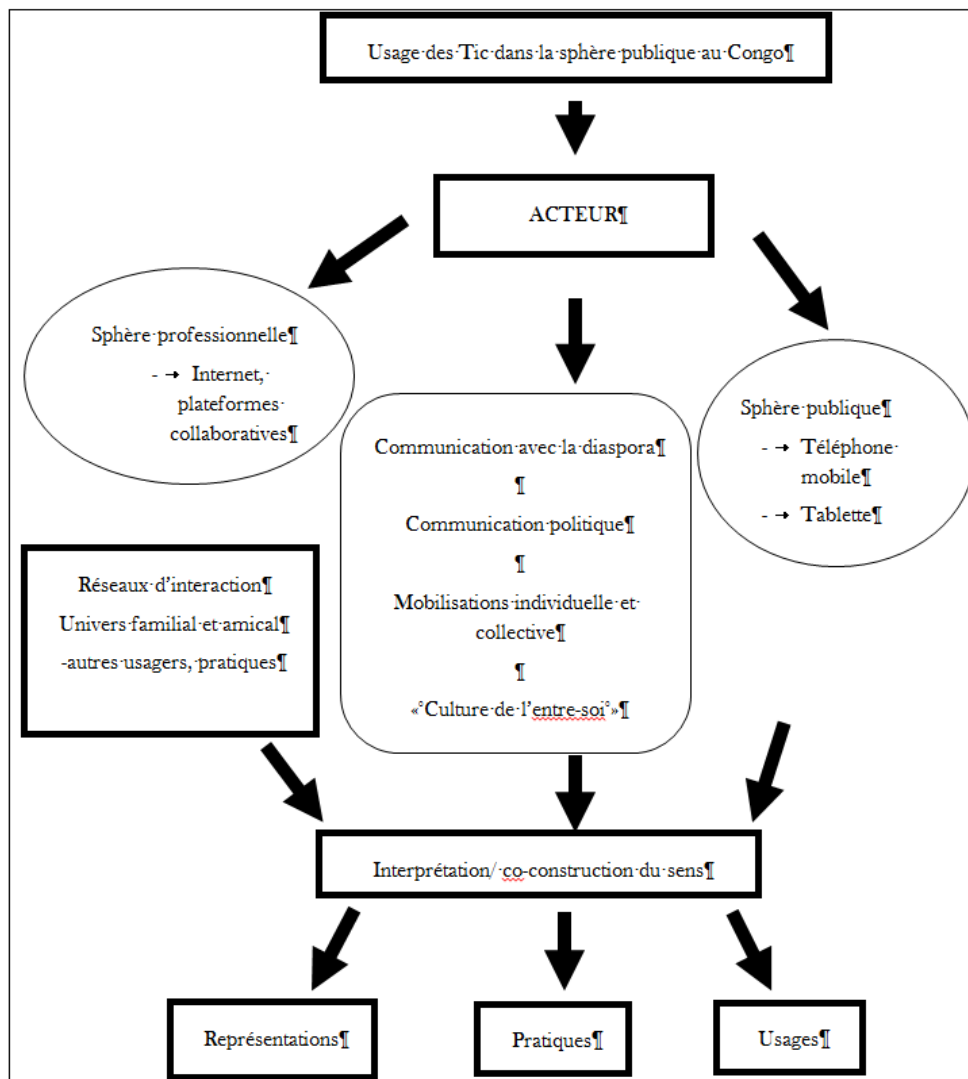 Usage des Tic dans la sphère publique au Congo¶
ACTEUR¶
Sphère professionnelle¶
- → Internet,
plateformes
collaboratives¶
Communication avec la diaspora¶
¶
Communication politique¶
¶
Mobilisations individuelle et
collective¶
¶
«°Culture de l’entre-soi°»¶
Sphère publique¶
- → Téléphone
mobile¶
- → Tablette¶
Réseaux d’interaction¶
Univers familial et amical¶
-autres usagers, pratiques¶
Interprétation/ co-construction du sens¶
Représentations¶
Pratiques¶
Usages¶